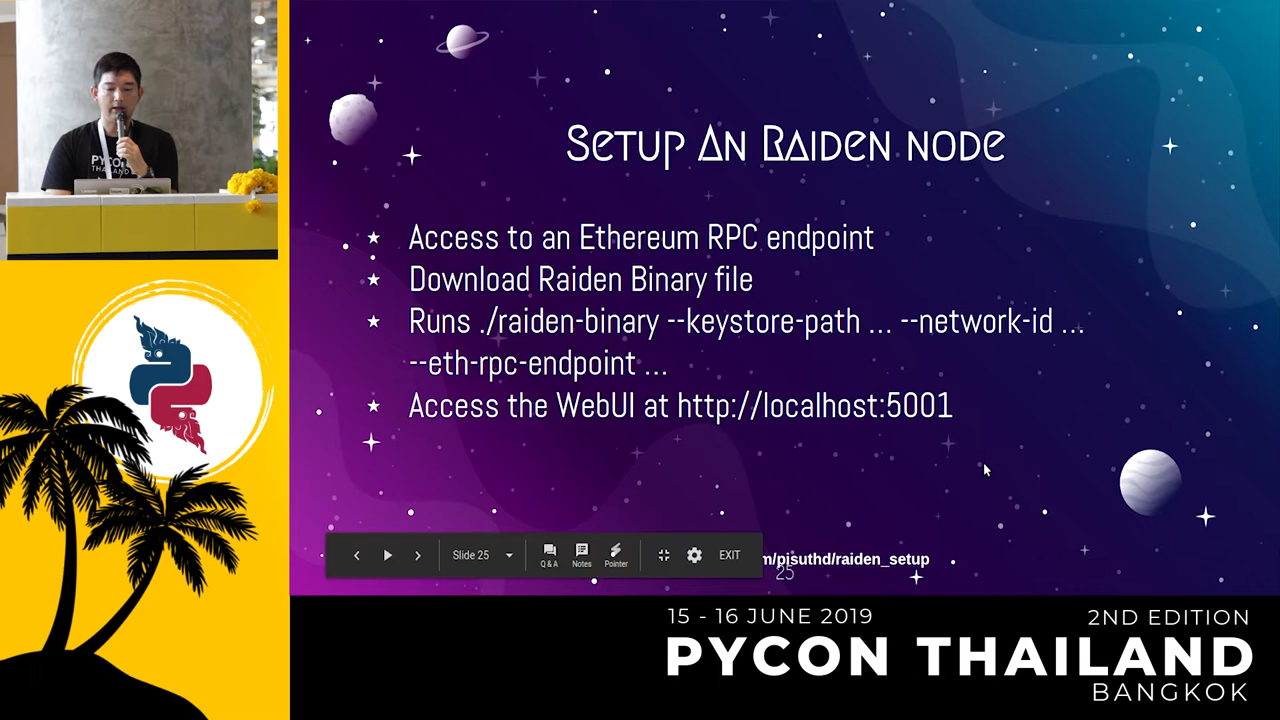 PYCON
THAILAND
SETUP AN RAIDEN NODE
★ Access to an Ethereum RPC endpoint
★ Download Raiden Binary file
★ Runs ./raiden-binary --keystore-path ... --network-id ...
--eth-rpc-endpoint ...
★ Access the WebUI at http://localhost:5001
Slide 25
Q & A
Notes
Pointer
EXIT
m/pisuthd/raiden_setup
25
15 - 16 JUNE 2019
2ND EDITION
PYCON THAILAND
BANGKOK